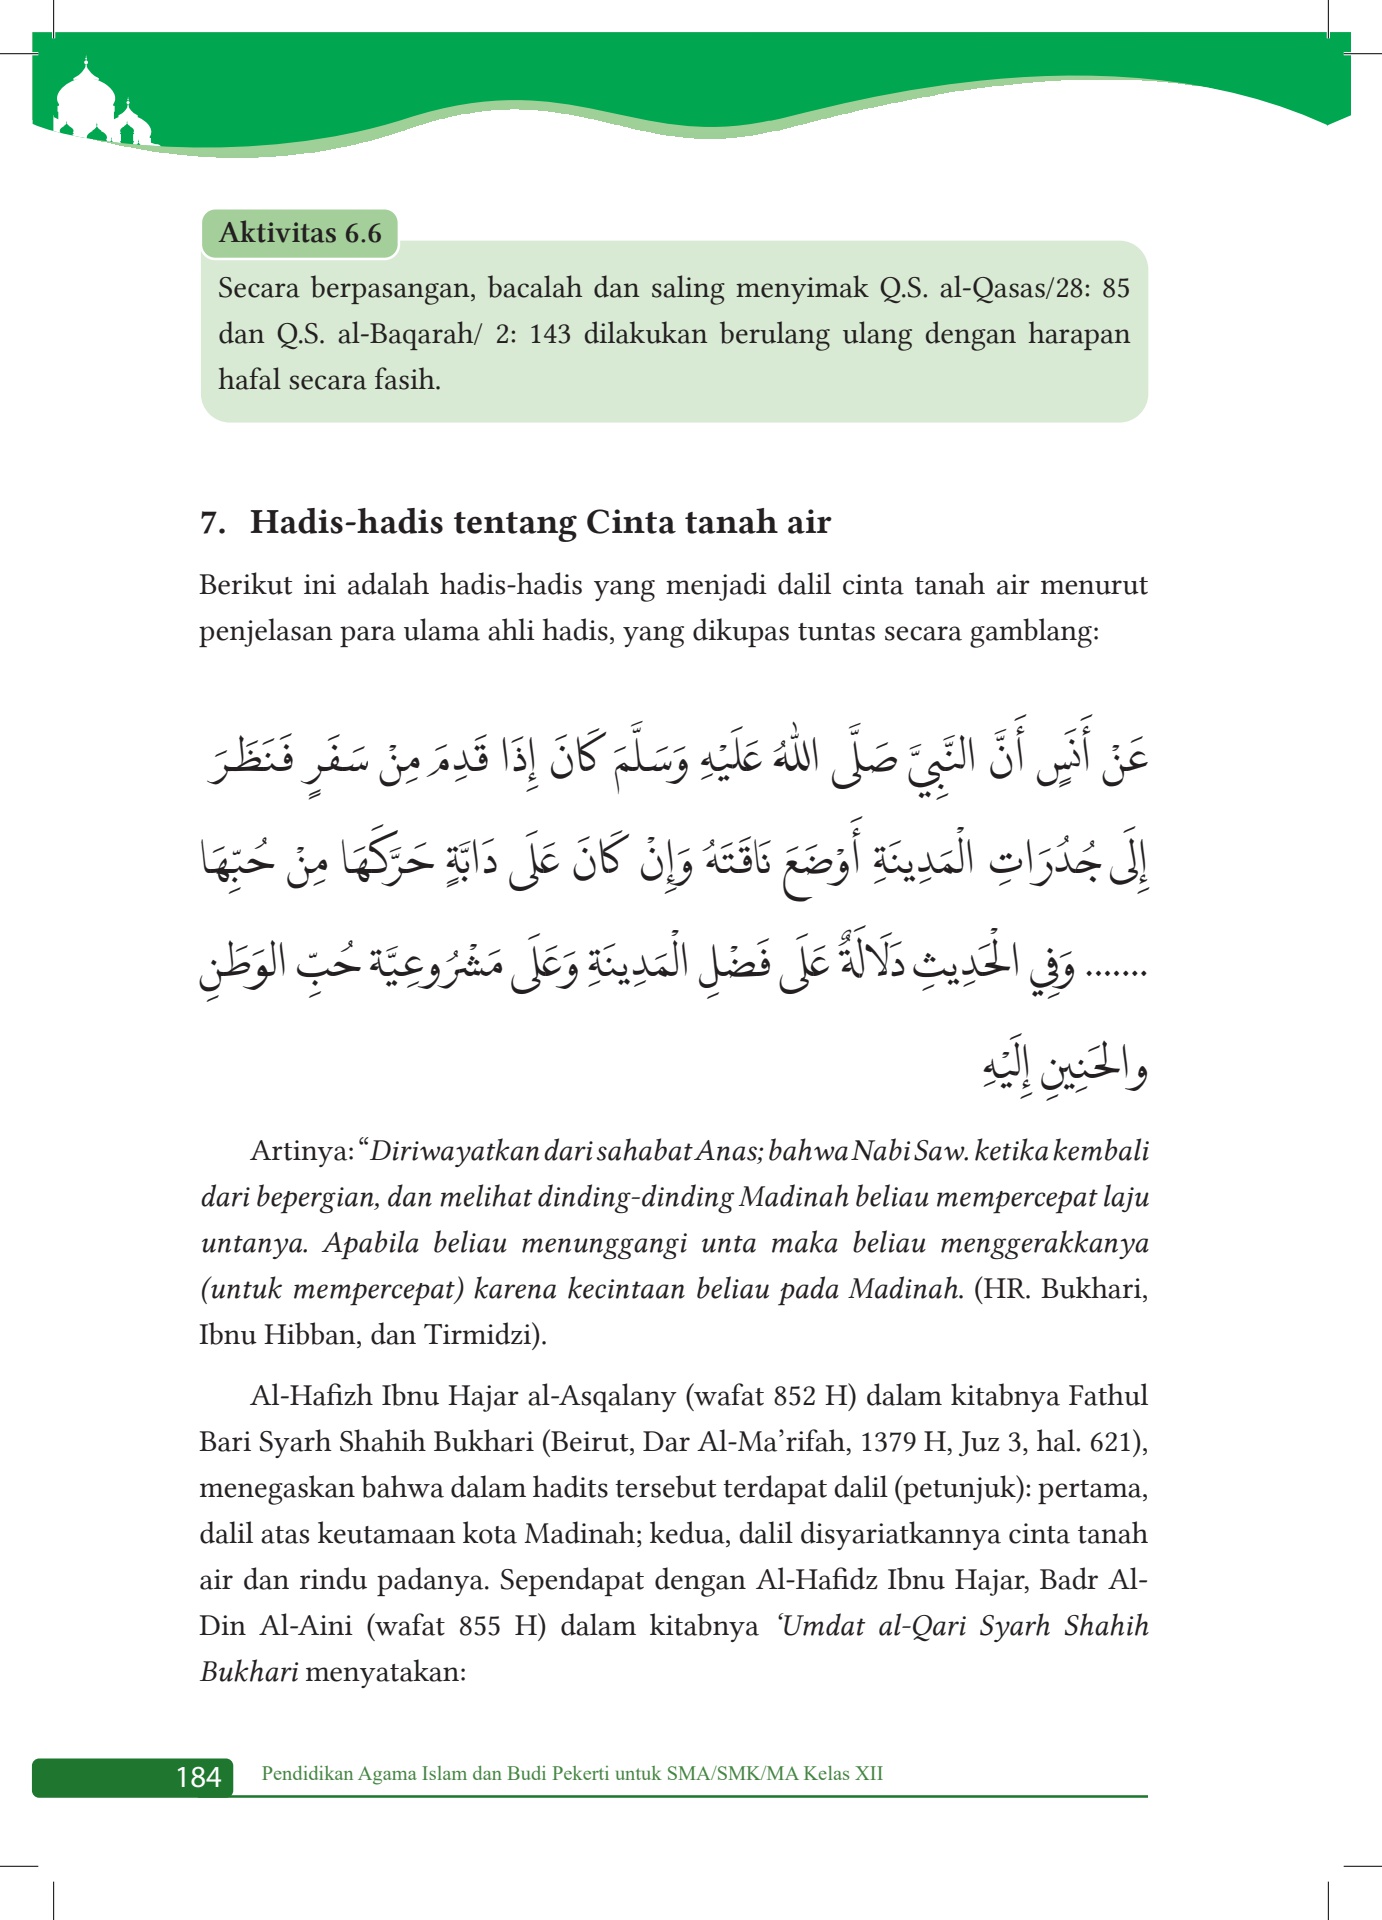 Aktivitas 6.6
Secara berpasangan, bacalah dan saling menyimak Q.S. al-Qasas/28: 85
dan Q.S. al-Baqarah/ 2: 143 dilakukan berulang ulang dengan harapan
hafal secara fasih.
7. Hadis-hadis tentang Cinta tanah air
Berikut ini adalah hadis-hadis yang menjadi dalil cinta tanah air menurut
penjelasan para ulama ahli hadis, yang dikupas tuntas secara gamblang:
عَنْ أَنَسٍ أَنَّ النَّبِيَّ صَلَّى اللهُ عَلَيْهِ وَسَلَّمَ كَانَ إِذَا قَدِمَ مِنْ سَفَرٍ فَنَظَرَ
إِلَى جُدُرَاتِ الْمَدِينَةِ أَوْضَعَ نَاقَتَهُ وَإِنْ كَانَ عَلَى دَابَّةٍ حَرَّكَهَا مِنْ حُبِّهَا
....... وَفِي الْحَدِيثِ دَلَالَةٌ عَلَى فَضْلِ الْمَدِينَةِ وَعَلَى مَشْرُوعِيَّة حُبِّ الوَطَنِ
والحَنِينِ إِلَيْهِ
Artinya: “Diriwayatkan dari sahabat Anas; bahwa Nabi Saw. ketika kembali
dari bepergian, dan melihat dinding-dinding Madinah beliau mempercepat laju
untanya. Apabila beliau menunggangi unta maka beliau menggerakkanya
(untuk mempercepat) karena kecintaan beliau pada Madinah. (HR. Bukhari,
Ibnu Hibban, dan Tirmidzi).
Al-Hafizh Ibnu Hajar al-Asqalany (wafat 852 H) dalam kitabnya Fathul
Bari Syarh Shahih Bukhari (Beirut, Dar Al-Ma’rifah, 1379 H, Juz 3, hal. 621),
menegaskan bahwa dalam hadits tersebut terdapat dalil (petunjuk): pertama,
dalil atas keutamaan kota Madinah; kedua, dalil disyariatkannya cinta tanah
air dan rindu padanya. Sependapat dengan Al-Hafidz Ibnu Hajar, Badr Al-
Din Al-Aini (wafat 855 H) dalam kitabnya ‘Umdat al-Qari Syarh Shahih
Bukhari menyatakan:
184 Pendidikan Agama Islam dan Budi Pekerti untuk SMA/SMK/MA Kelas XII